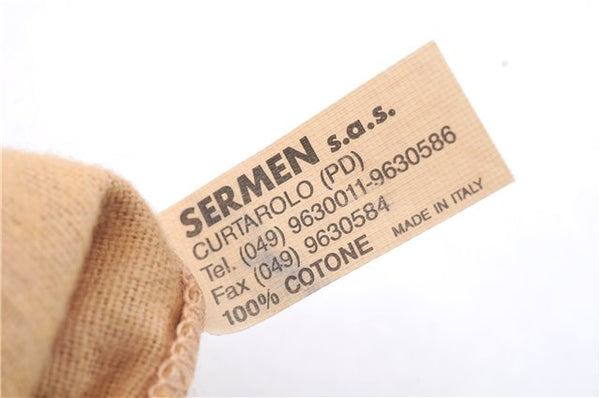 SERMEN s.a.s.
CURTAROLO (PD)
Tel. (049) 9630011-9630586
Fax (049) 9630584
100% COTONE MADE IN ITALY